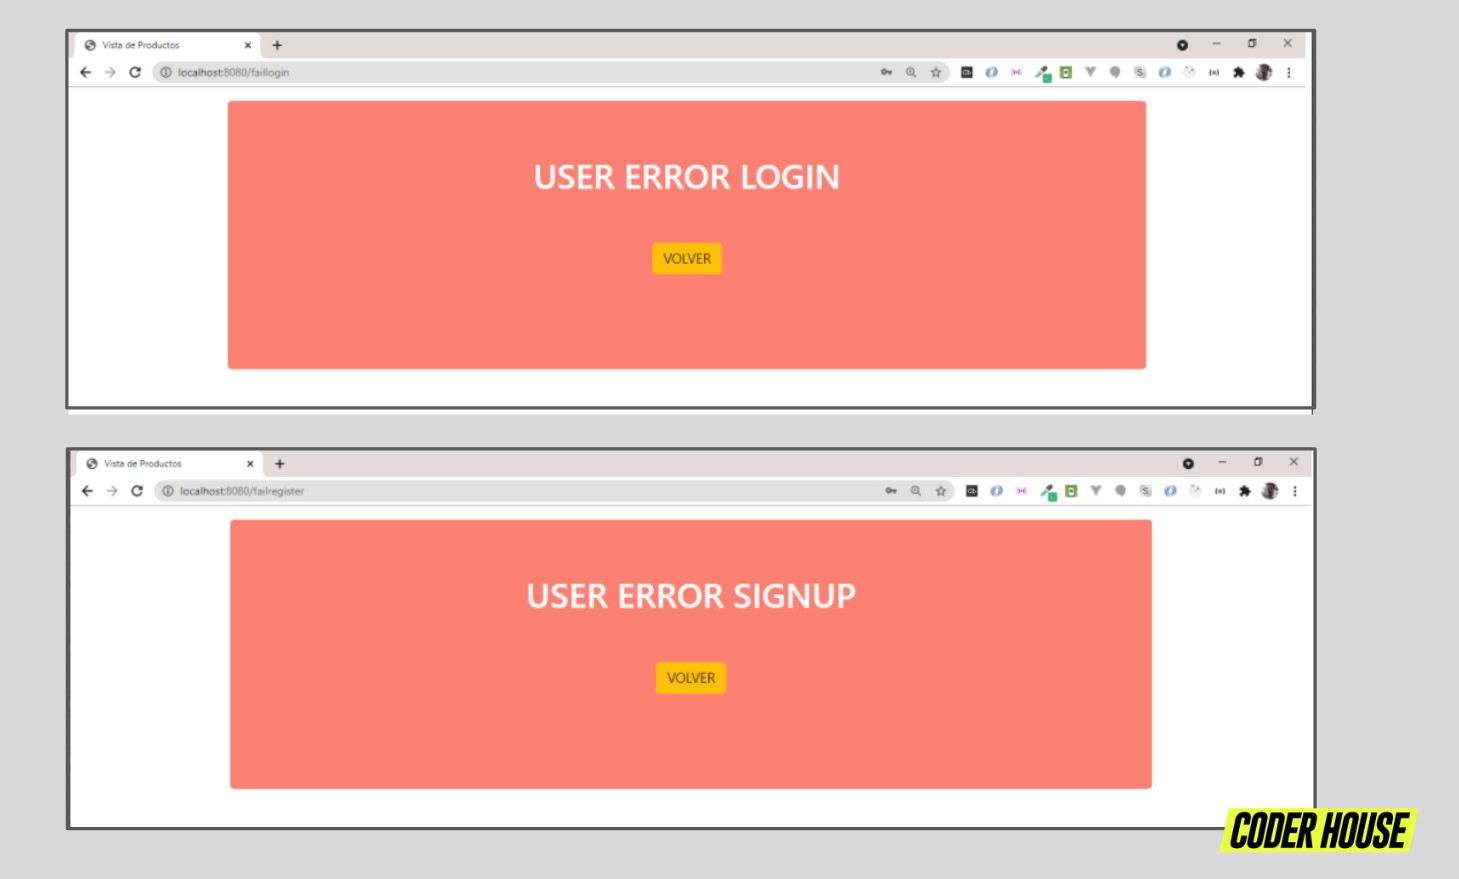 Vista de Productos
localhost:8080/faillogin
USER ERROR LOGIN
VOLVER
Vista de Productos
localhost:8080/failregister
USER ERROR SIGNUP
VOLVER
CODER HOUSE